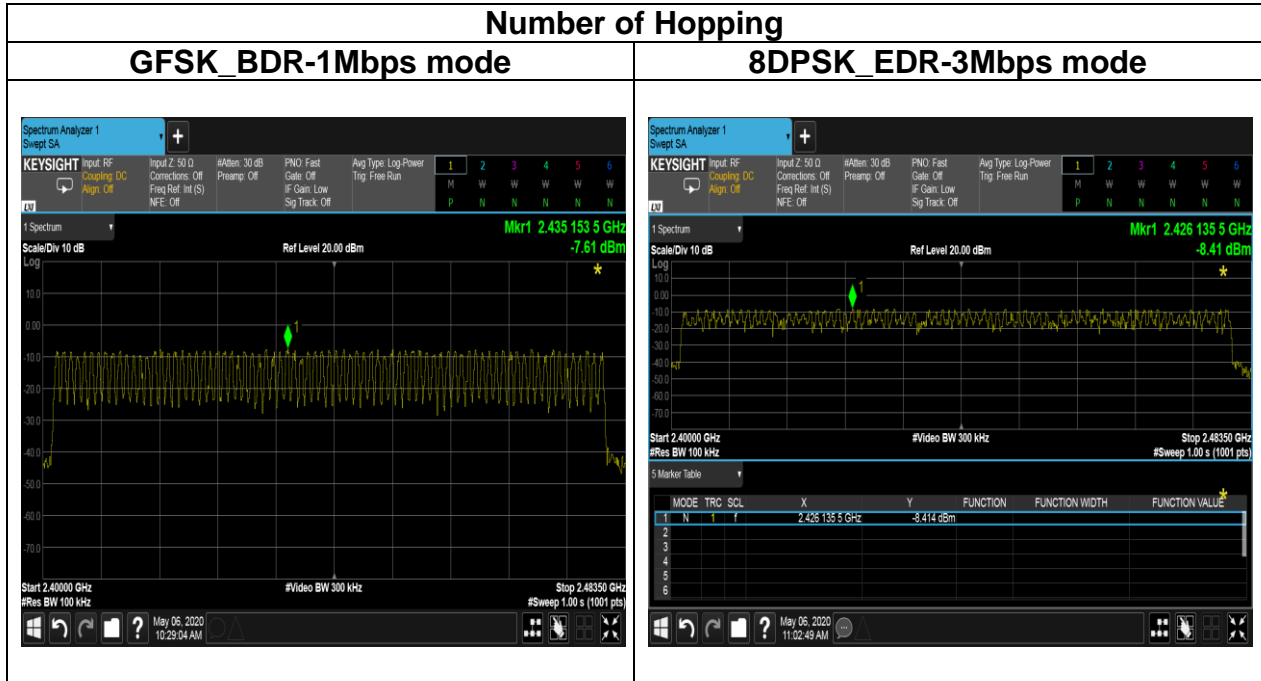 Number of Hopping
GFSK_BDR-1Mbps mode
8DPSK_EDR-3Mbps mode
Spectrum Analyzer 1
Swept SA
+
KEYSIGHT
LXI
Input: RF
Coupling: DC
Align: Off
Input Z: 50 Ω
Corrections: Off
Freq Ref: Int (S)
NFE: Off
#Atten: 30 dB
Preamp: Off
PNO: Fast
Gate: Off
IF Gain: Low
Sig Track: Off
Avg Type: Log-Power
Trig: Free Run
1 2 3 4 5 6
M W W W W W
P N N N N N
1 Spectrum
Scale/Div 10 dB
Ref Level 20.00 dBm
Mkr1 2.435 153 5 GHz
-7.61 dBm
Log
*
10.0
0.00
1
-10.0
-20.0
-30.0
-40.0
-50.0
-60.0
-70.0
Start 2.40000 GHz
#Res BW 100 kHz
#Video BW 300 kHz
Stop 2.48350 GHz
#Sweep 1.00 s (1001 pts)
?
May 06, 2020
10:29:04 AM
Spectrum Analyzer 1
Swept SA
+
KEYSIGHT
LXI
Input: RF
Coupling: DC
Align: Off
Input Z: 50 Ω
Corrections: Off
Freq Ref: Int (S)
NFE: Off
#Atten: 30 dB
Preamp: Off
PNO: Fast
Gate: Off
IF Gain: Low
Sig Track: Off
Avg Type: Log-Power
Trig: Free Run
1 2 3 4 5 6
M W W W W W
P N N N N N
1 Spectrum
Scale/Div 10 dB
Ref Level 20.00 dBm
Mkr1 2.426 135 5 GHz
-8.41 dBm
Log
*
10.0
0.00
1
-10.0
-20.0
-30.0
-40.0
-50.0
-60.0
-70.0
Start 2.40000 GHz
#Res BW 100 kHz
#Video BW 300 kHz
Stop 2.48350 GHz
#Sweep 1.00 s (1001 pts)
5 Marker Table
*
MODE TRC SCL X Y FUNCTION FUNCTION WIDTH FUNCTION VALUE
1 N 1 f 2.426 135 5 GHz -8.414 dBm
2
3
4
5
6
?
May 06, 2020
11:02:49 AM